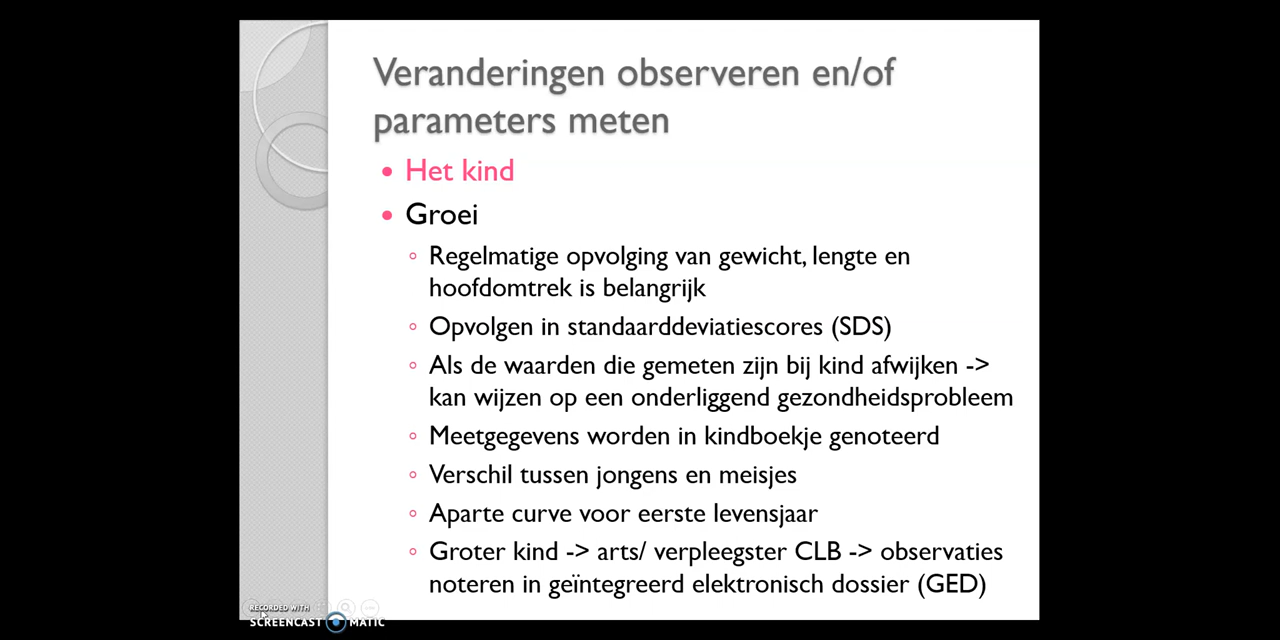 Veranderingen observeren en/of
parameters meten
Het kind
Groei
Regelmatige opvolging van gewicht, lengte en
hoofdomtrek is belangrijk
Opvolgen in standaarddeviatiescores (SDS)
Als de waarden die gemeten zijn bij kind afwijken ->
kan wijzen op een onderliggend gezondheidsprobleem
Meetgegevens worden in kindboekje genoteerd
Verschil tussen jongens en meisjes
Aparte curve voor eerste levensjaar
Groter kind -> arts/ verpleegster CLB -> observaties
noteren in geïntegreerd elektronisch dossier (GED)
RECORDED WITH
SCREENCAST MATIC